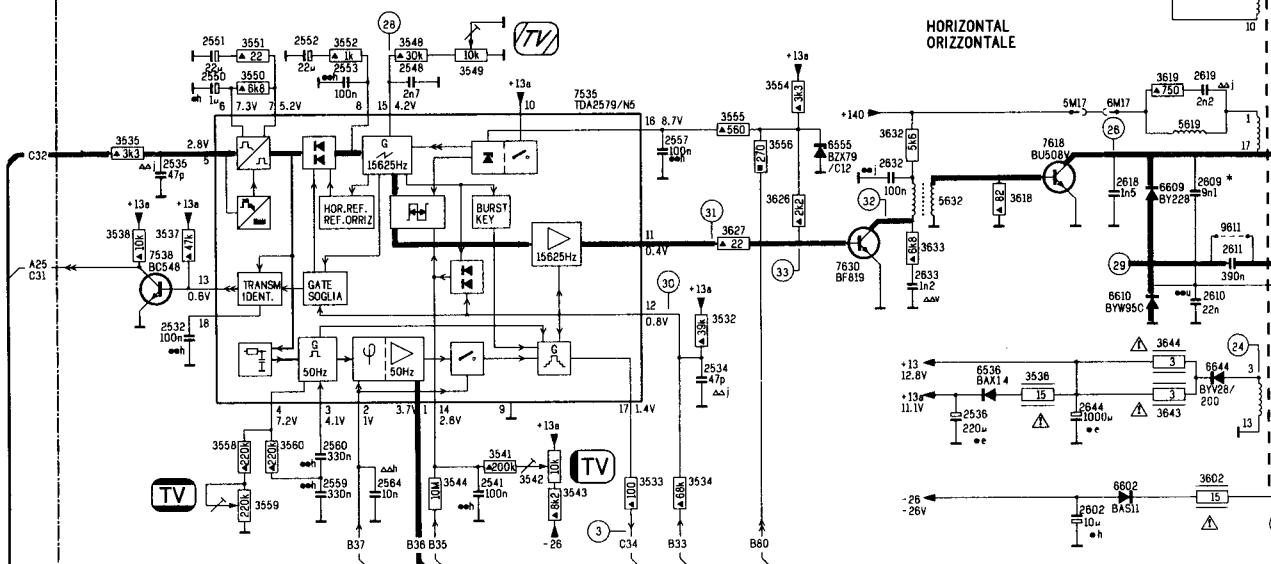 HORIZONTAL
ORIZZONTALE
10
2551
22µ
3551
22
2550
1µ
h
3550
6k8
2552
22µ
3552
1k
2553
100n
h
28
3548
30k
2548
2n7
10k
3549
TV
+13a
7535
TDA2579/N5
6 7.3V
7 5.2V
8
15 4.2V
10
16 8.7V
C32
3535
3k3
2.8V
5
2535
47p
j
G
15625Hz
HOR.REF.
REF.ORRIZ
BURST
KEY
15625Hz
TRANSM
IDENT.
GATE
SOGLIA
G
50Hz
φ
50Hz
G
+13a
3538
10k
3537
47k
7538
BC548
A25
C31
13
0.6V
18
2532
100n
h
11
0.4V
12
0.8V
30
4
7.2V
3
4.1V
2
1V
3.7V 1
14
2.6V
9
17 1.4V
3558
220k
3560
220k
2560
330n
h
2559
330n
h
TV
220k
3559
h
2564
10n
10M
3544
2541
100n
h
3541
200k
3542
+13a
10k
8k2
3543
-26
TV
B37
B36
B35
3533
100
3
C34
3534
68k
B33
B80
+13a
39k
3532
2534
47p
j
2557
100n
h
3555
560
270
3556
+13a
3554
3k3
6555
BZX79
/C12
3626
2k2
31
3627
22
33
32
7630
BF819
+140
3632
5k6
2632
100n
j
5632
6k8
3633
2633
1n2
v
82
3618
7618
BU508V
5M17
6M17
26
3619
750
2619
2n2
j
5619
1
17
2618
1n5
6609
BY228
2609
9n1
*
9611
2611
390n
29
6610
BYW95C
2610
22n
u
+13
12.8V
+13a
11.1V
6536
BAX14
3536
15
2536
220µ
e
2644
1000µ
e
3644
3
3
3643
6644
BYV28/
200
24
3
13
-26
-26V
2602
10µ
h
6602
BAS11
3602
15